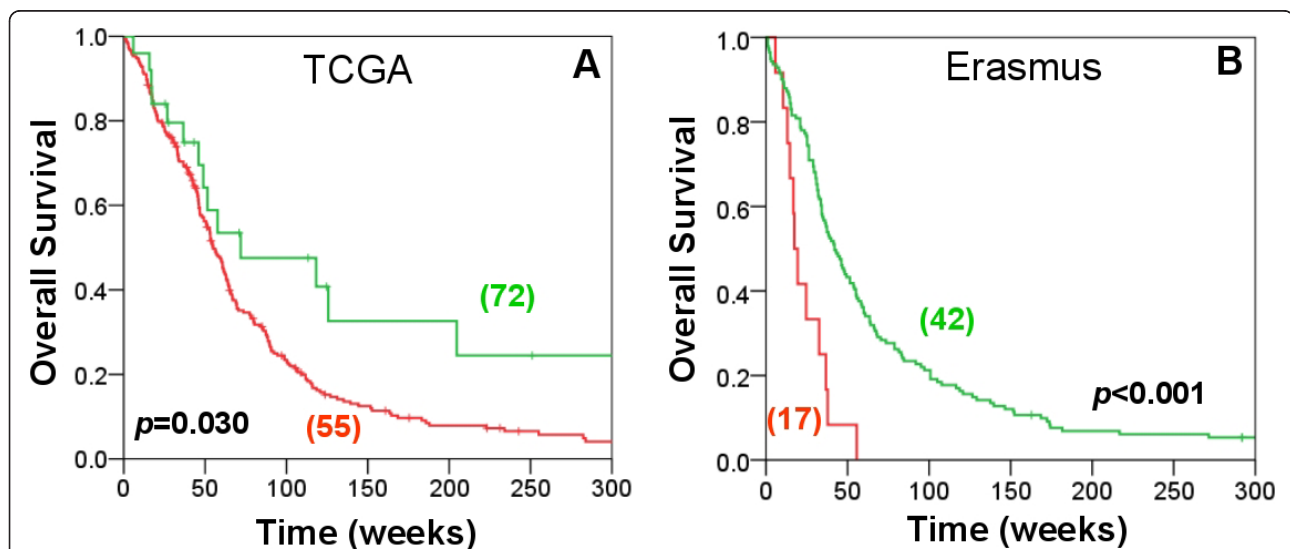 TCGA
A
Overall Survival
1.0
0.8
0.6
0.4
0.2
0.0
(72)
(55)
p=0.030
0 50 100 150 200 250 300
Time (weeks)
Erasmus
B
Overall Survival
1.0
0.8
0.6
0.4
0.2
0.0
(42)
p<0.001
(17)
0 50 100 150 200 250 300
Time (weeks)